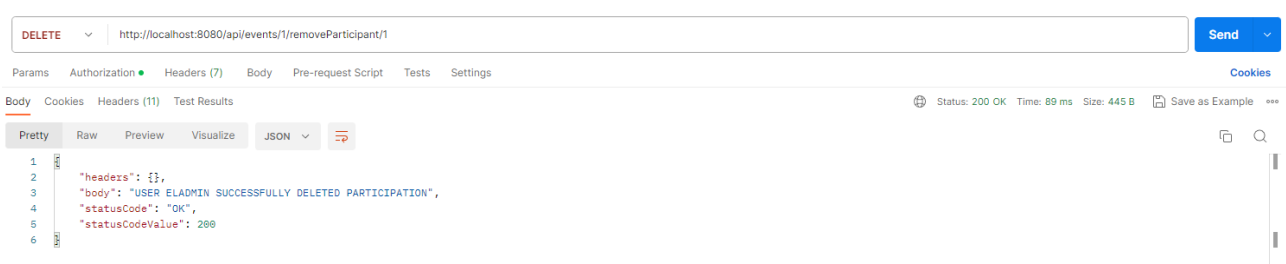 DELETE http://localhost:8080/api/events/1/removeParticipant/1 Send
Params Authorization Headers (7) Body Pre-request Script Tests Settings Cookies
Body Cookies Headers (11) Test Results Status: 200 OK Time: 89 ms Size: 445 B Save as Example
Pretty Raw Preview Visualize JSON
1 {
2 "headers": {},
3 "body": "USER ELADMIN SUCCESSFULLY DELETED PARTICIPATION",
4 "statusCode": "OK",
5 "statusCodeValue": 200
6 }